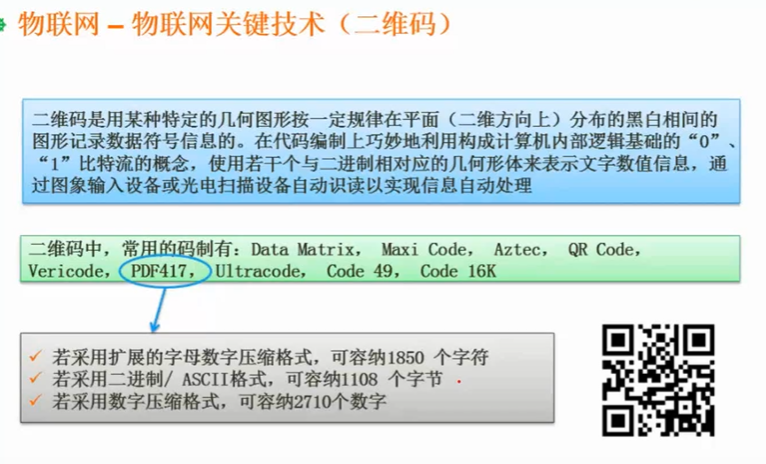 物联网 – 物联网关键技术（二维码）
二维码是用某种特定的几何图形按一定规律在平面（二维方向上）分布的黑白相间的
图形记录数据符号信息的。在代码编制上巧妙地利用构成计算机内部逻辑基础的“0”、
“1”比特流的概念，使用若干个与二进制相对应的几何形体来表示文字数值信息，通
过图象输入设备或光电扫描设备自动识读以实现信息自动处理
二维码中，常用的码制有：Data Matrix， Maxi Code， Aztec， QR Code，
Vericode， PDF417， Ultracode， Code 49， Code 16K
✓ 若采用扩展的字母数字压缩格式，可容纳1850 个字符
✓ 若采用二进制/ ASCII格式，可容纳1108 个字节
✓ 若采用数字压缩格式，可容纳2710个数字